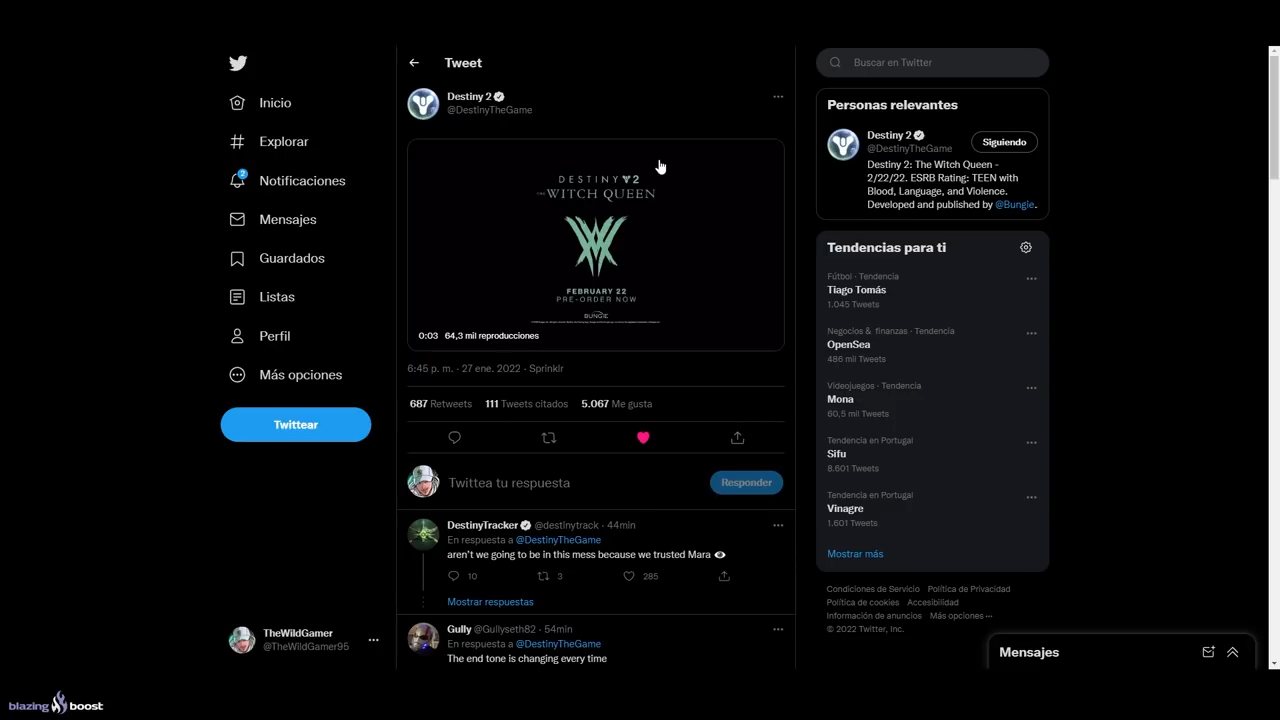 Inicio
Explorar
2
Notificaciones
Mensajes
Guardados
Listas
Perfil
Más opciones
Twittear
TheWildGamer
@TheWildGamer95
Tweet
Destiny 2
@DestinyTheGame
DESTINY 2
THE WITCH QUEEN
FEBRUARY 22
PRE-ORDER NOW
BUNGIE
0:03 64,3 mil reproducciones
6:45 p. m. · 27 ene. 2022 · Sprinklr
687 Retweets 111 Tweets citados 5.067 Me gusta
Twittea tu respuesta
Responder
DestinyTracker @destinytrack · 44min
En respuesta a @DestinyTheGame
aren't we going to be in this mess because we trusted Mara
10 3 285
Mostrar respuestas
Gully @Gullyseth82 · 54min
En respuesta a @DestinyTheGame
The end tone is changing every time
Buscar en Twitter
Personas relevantes
Destiny 2
@DestinyTheGame
Siguiendo
Destiny 2: The Witch Queen -
2/22/22. ESRB Rating: TEEN with
Blood, Language, and Violence.
Developed and published by @Bungie.
Tendencias para ti
Fútbol · Tendencia
Tiago Tomás
1.045 Tweets
Negocios & finanzas · Tendencia
OpenSea
486 mil Tweets
Videojuegos · Tendencia
Mona
60,5 mil Tweets
Tendencia en Portugal
Sifu
8.601 Tweets
Tendencia en Portugal
Vinagre
1.601 Tweets
Mostrar más
Condiciones de Servicio Política de Privacidad
Política de cookies Accesibilidad
Información de anuncios Más opciones ···
© 2022 Twitter, Inc.
Mensajes
blazing boost